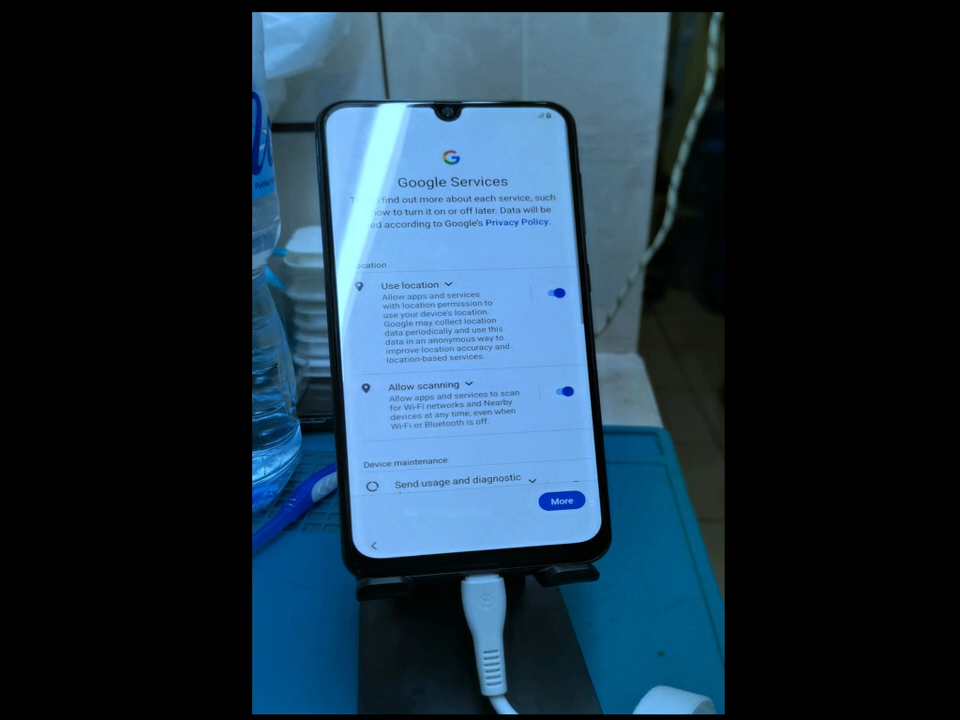 Google Services
find out more about each service, such
how to turn it on or off later. Data will be
according to Google's Privacy Policy.
Use location
Allow apps and services
with location permission to
use your device's location.
Google may collect location
data periodically and use this
data in an anonymous way to
improve location accuracy and
location-based services.
Allow scanning
Allow apps and services to scan
for Wi-Fi networks and Nearby
devices at any time, even when
Wi-Fi or Bluetooth is off.
Device maintenance
Send usage and diagnostic
More